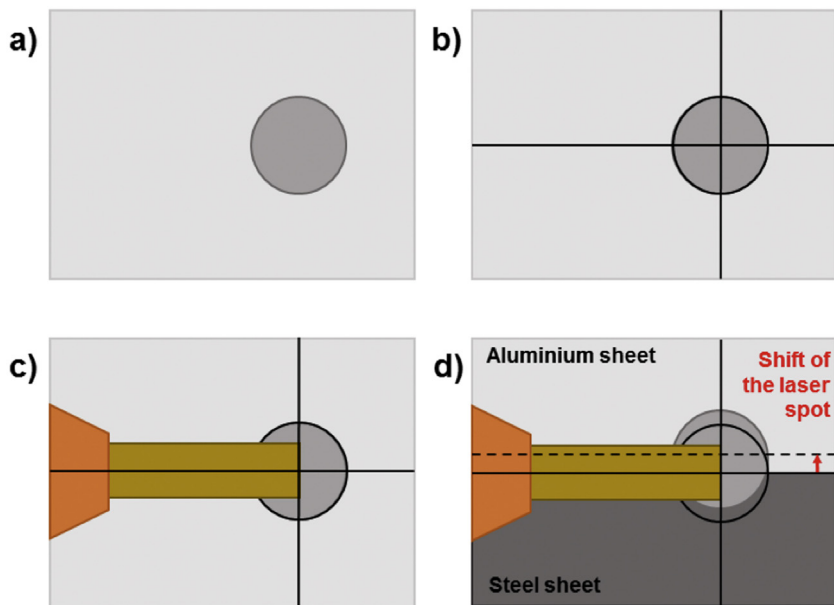 a)
b)
c)
d)
Aluminium sheet
Shift of
the laser
spot
Steel sheet